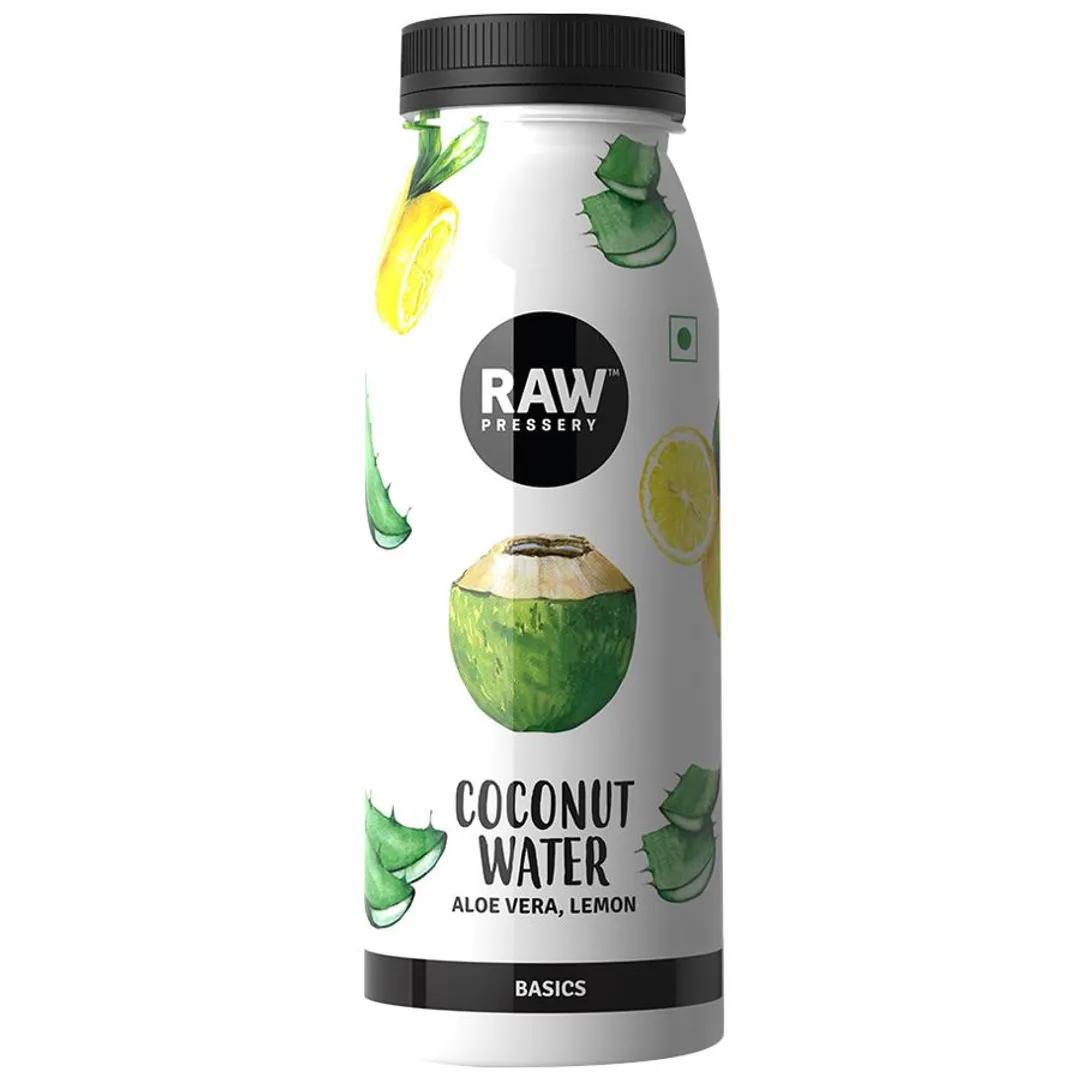 RAW™
PRESSERY
COCONUT
WATER
ALOE VERA, LEMON
BASICS